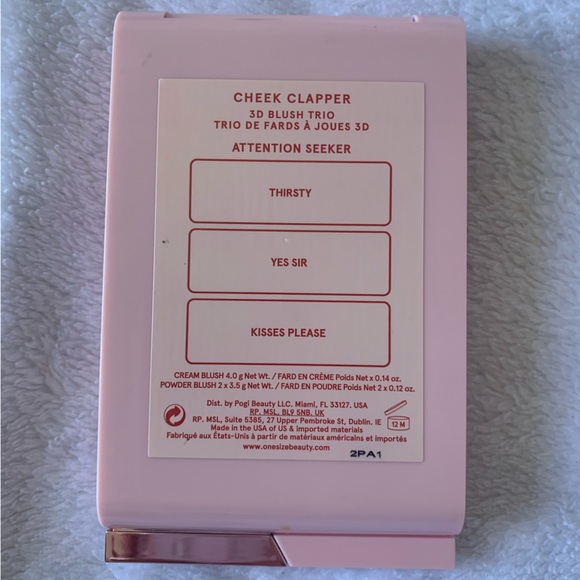 CHEEK CLAPPER
3D BLUSH TRIO
TRIO DE FARDS À JOUES 3D
ATTENTION SEEKER
THIRSTY
YES SIR
KISSES PLEASE
CREAM BLUSH 4.0 g Net Wt. / FARD EN CRÈME Poids Net x 0.14 oz.
POWDER BLUSH 2 x 3.5 g Net Wt. / FARD EN POUDRE Poids Net 2 x 0.12 oz.
Dist. by Pogi Beauty LLC. Miami, FL 33127. USA
RP. MSL, BL9 5NB. UK
RP. MSL, Suite 5385, 27 Upper Pembroke St, Dublin. IE
Made in the USA of US & imported materials
Fabriqué aux États-Unis à partir de matériaux américains et importés
www.onesizebeauty.com
12 M
2PA1